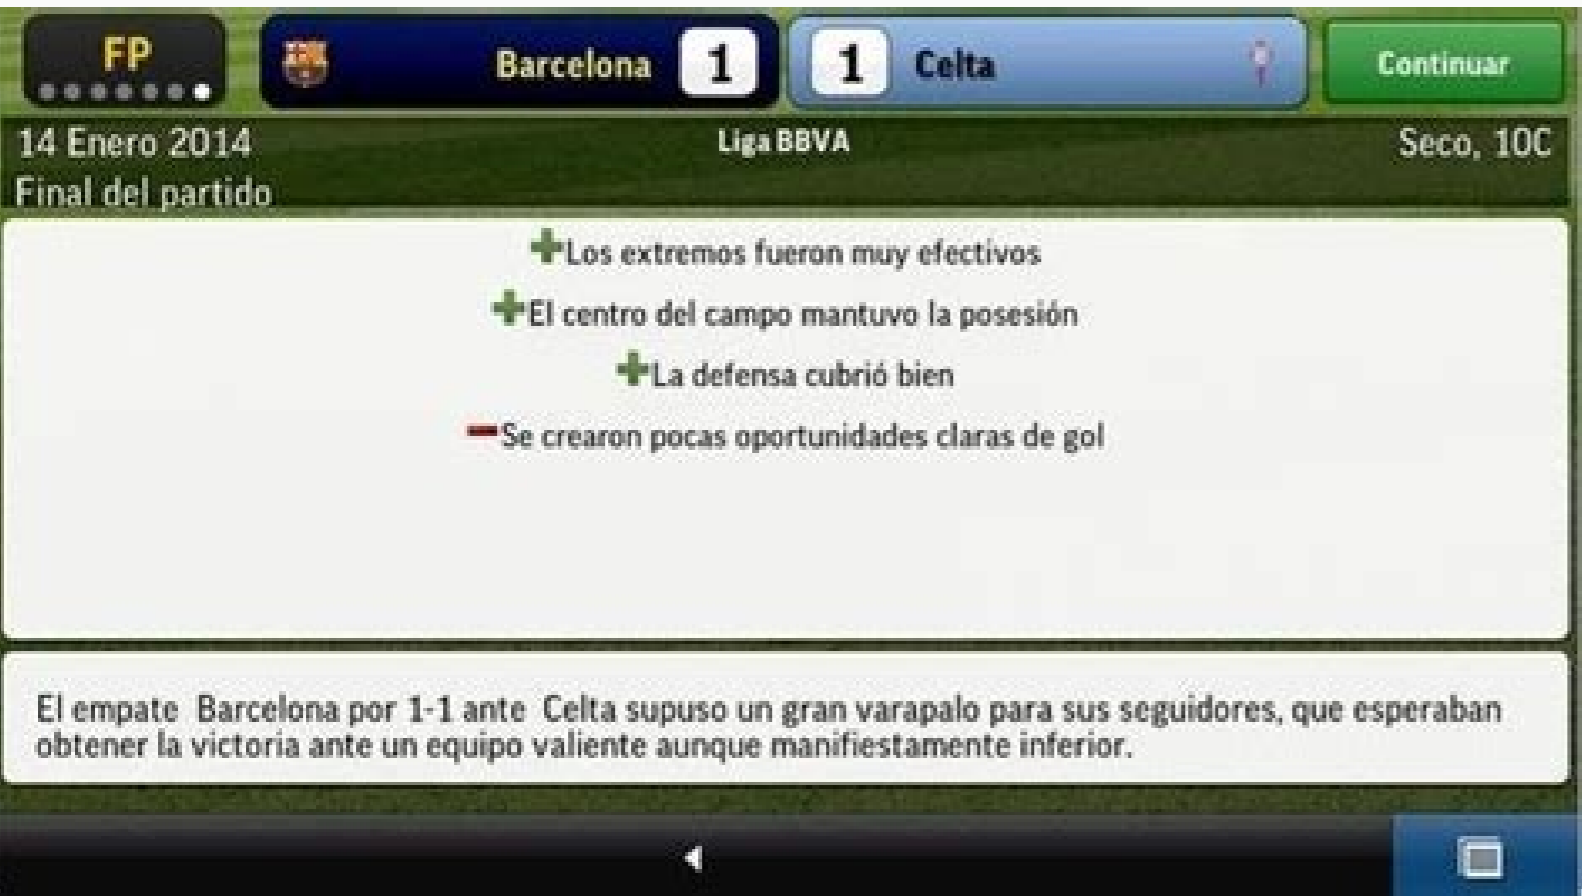 FP
Barcelona 1
1 Celta
Continuar
14 Enero 2014
Liga BBVA
Seco, 10C
Final del partido
+Los extremos fueron muy efectivos
+El centro del campo mantuvo la posesión
+La defensa cubrió bien
-Se crearon pocas oportunidades claras de gol
El empate Barcelona por 1-1 ante Celta supuso un gran varapalo para sus seguidores, que esperaban
obtener la victoria ante un equipo valiente aunque manifiestamente inferior.